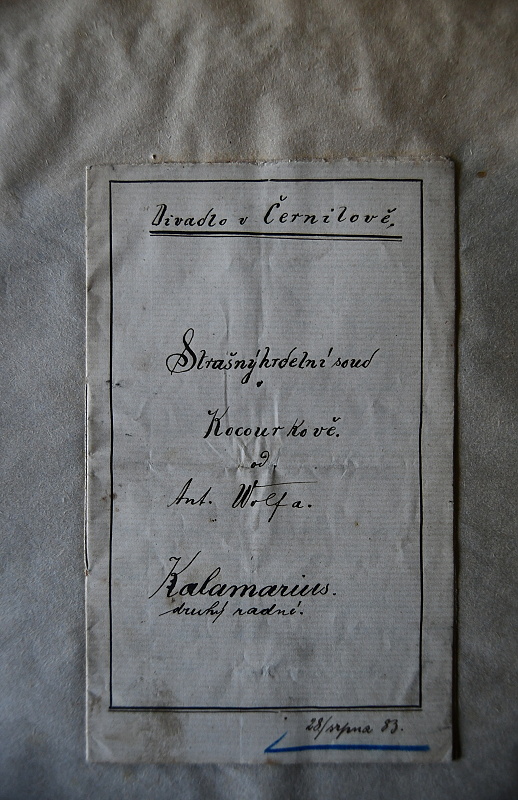 Divadlo v Černilově,
Strašný hrdelní soud
v
Kocourkově.
od.
Ant. Wolfa.
Kalamarius.
druhý radní.
28/srpna 83.